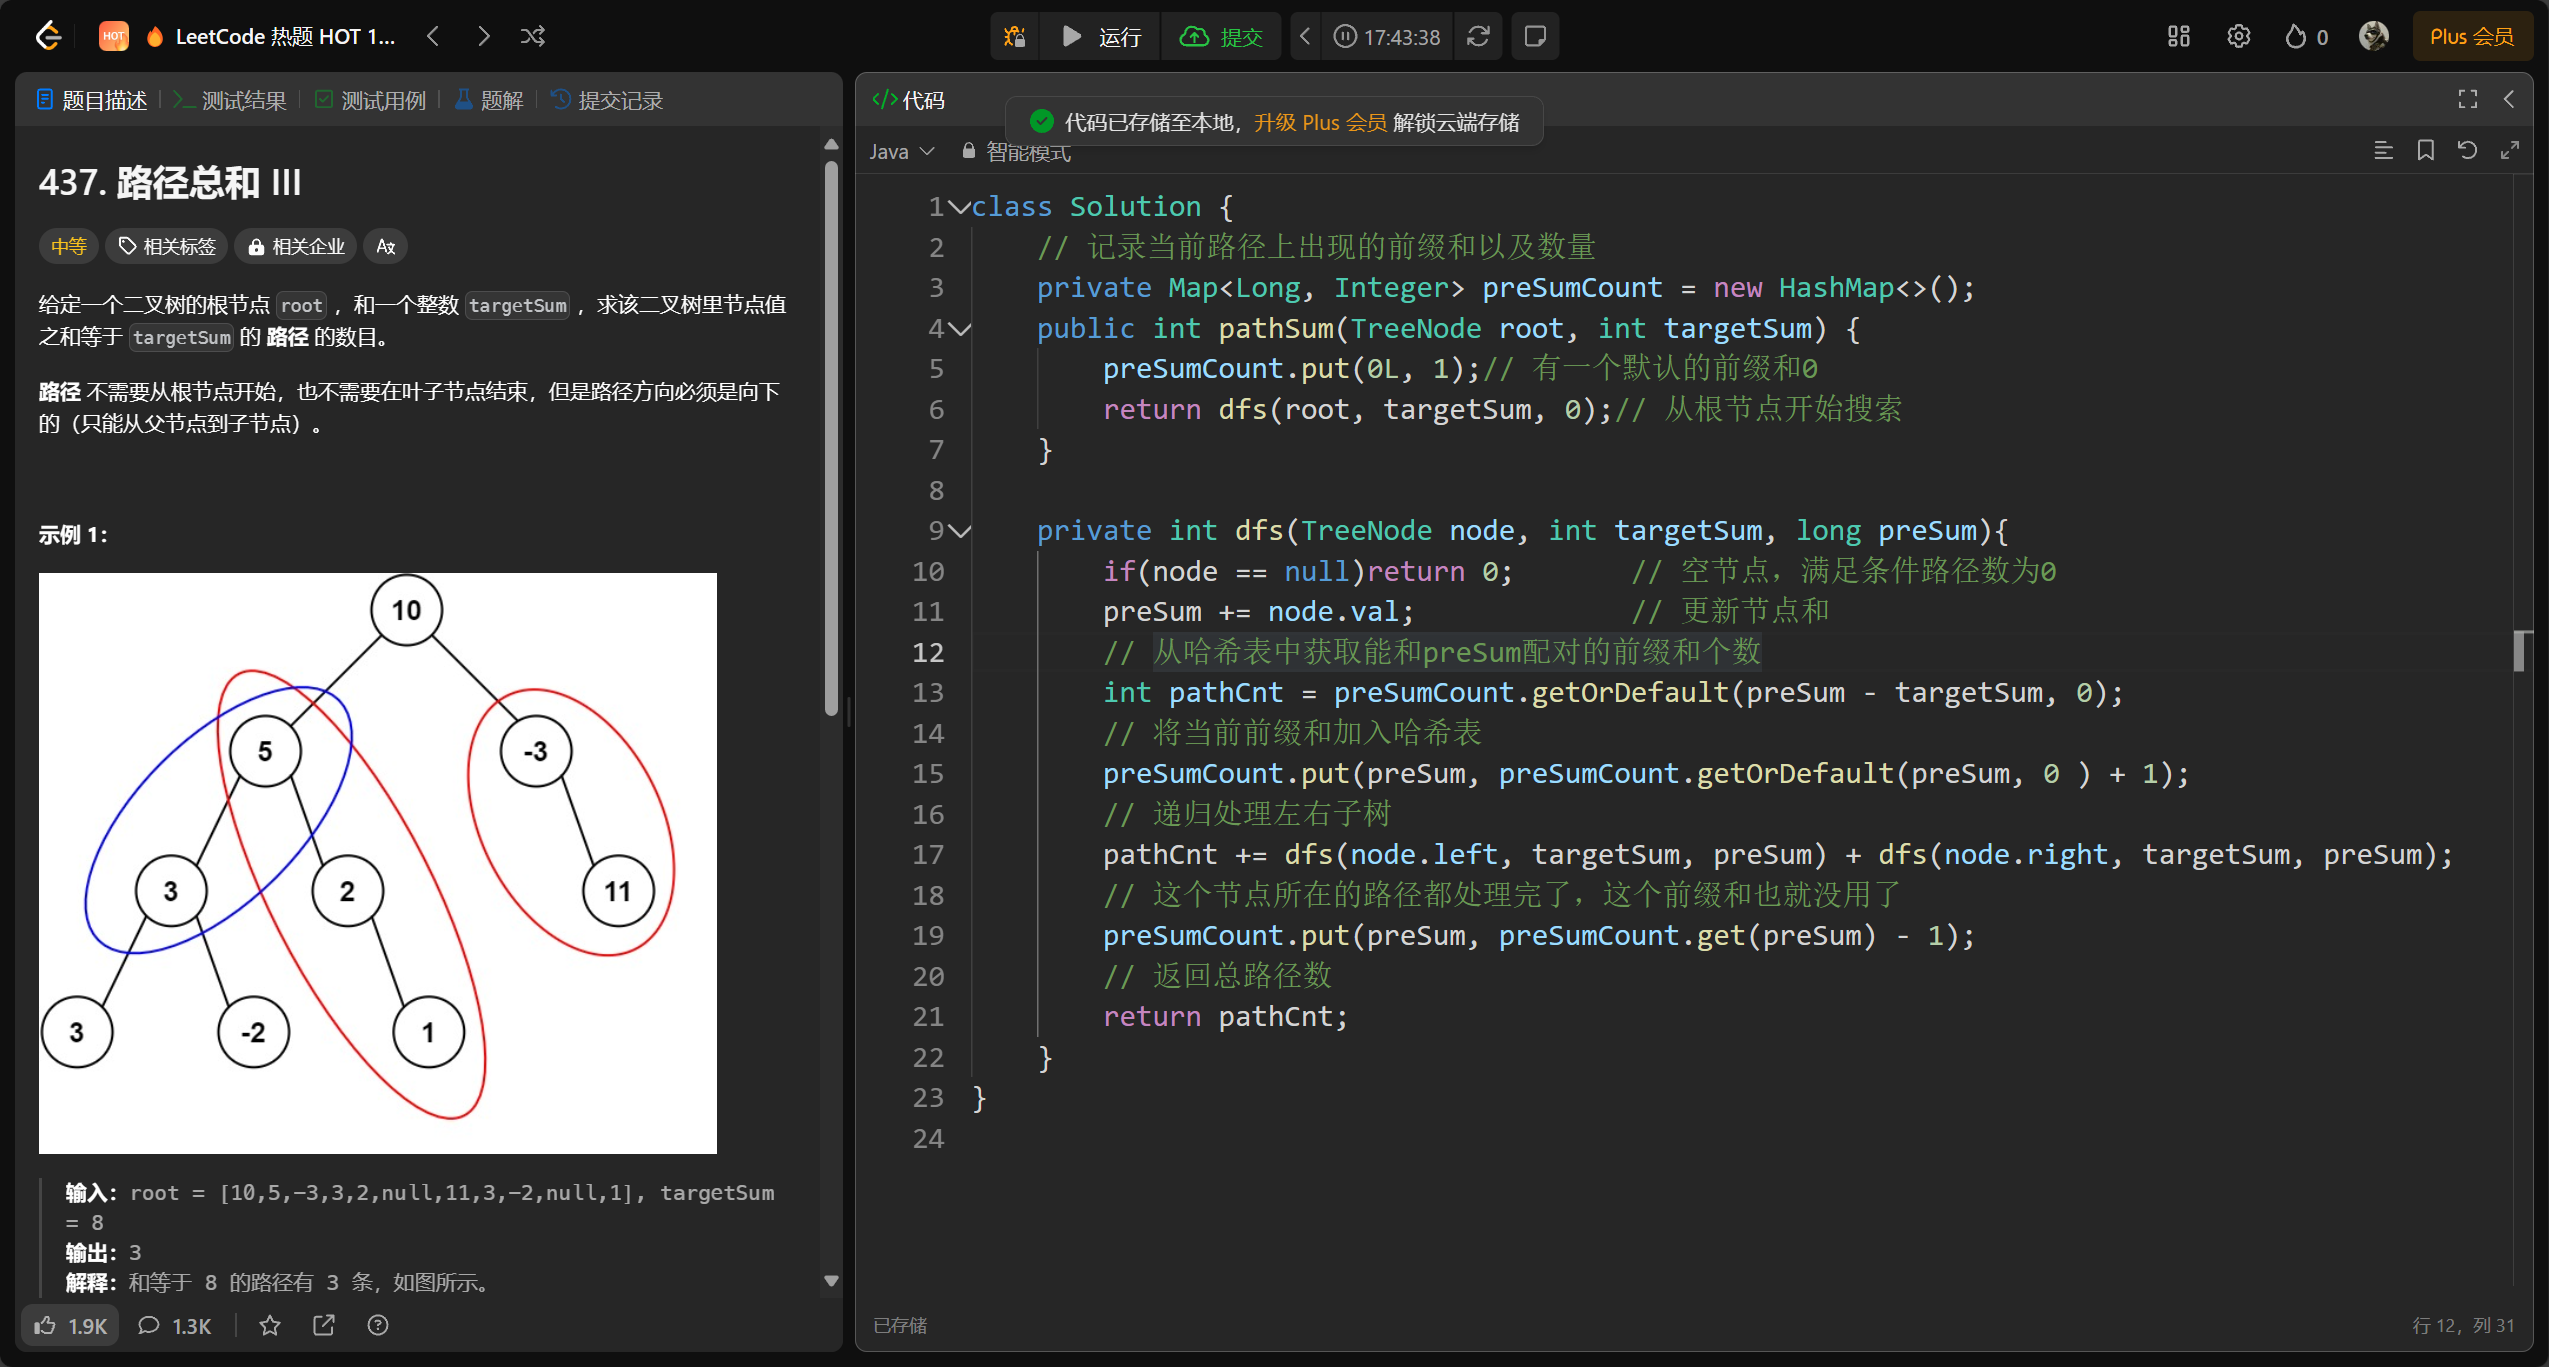 HOT LeetCode 热题 HOT 1... 运行 提交 17:43:38 0 Plus 会员
题目描述 测试结果 测试用例 题解 提交记录
437. 路径总和 III
中等 相关标签 相关企业
给定一个二叉树的根节点 root ，和一个整数 targetSum ，求该二叉树里节点值
之和等于 targetSum 的 路径 的数目。
路径 不需要从根节点开始，也不需要在叶子节点结束，但是路径方向必须是向下
的（只能从父节点到子节点）。
示例 1：
10
5 -3
3 2 11
3 -2 1
输入：root = [10,5,-3,3,2,null,11,3,-2,null,1], targetSum
= 8
输出：3
解释：和等于 8 的路径有 3 条，如图所示。
1.9K 1.3K
</> 代码
代码已存储至本地，升级 Plus 会员 解锁云端存储
Java 智能模式
1 class Solution {
2 // 记录当前路径上出现的前缀和以及数量
3 private Map<Long, Integer> preSumCount = new HashMap<>();
4 public int pathSum(TreeNode root, int targetSum) {
5 preSumCount.put(0L, 1);// 有一个默认的前缀和0
6 return dfs(root, targetSum, 0);// 从根节点开始搜索
7 }
8
9 private int dfs(TreeNode node, int targetSum, long preSum){
10 if(node == null)return 0; // 空节点，满足条件路径数为0
11 preSum += node.val; // 更新节点和
12 // 从哈希表中获取能和preSum配对的前缀和个数
13 int pathCnt = preSumCount.getOrDefault(preSum - targetSum, 0);
14 // 将当前前缀和加入哈希表
15 preSumCount.put(preSum, preSumCount.getOrDefault(preSum, 0 ) + 1);
16 // 递归处理左右子树
17 pathCnt += dfs(node.left, targetSum, preSum) + dfs(node.right, targetSum, preSum);
18 // 这个节点所在的路径都处理完了，这个前缀和也就没用了
19 preSumCount.put(preSum, preSumCount.get(preSum) - 1);
20 // 返回总路径数
21 return pathCnt;
22 }
23 }
24
已存储 行 12，列 31